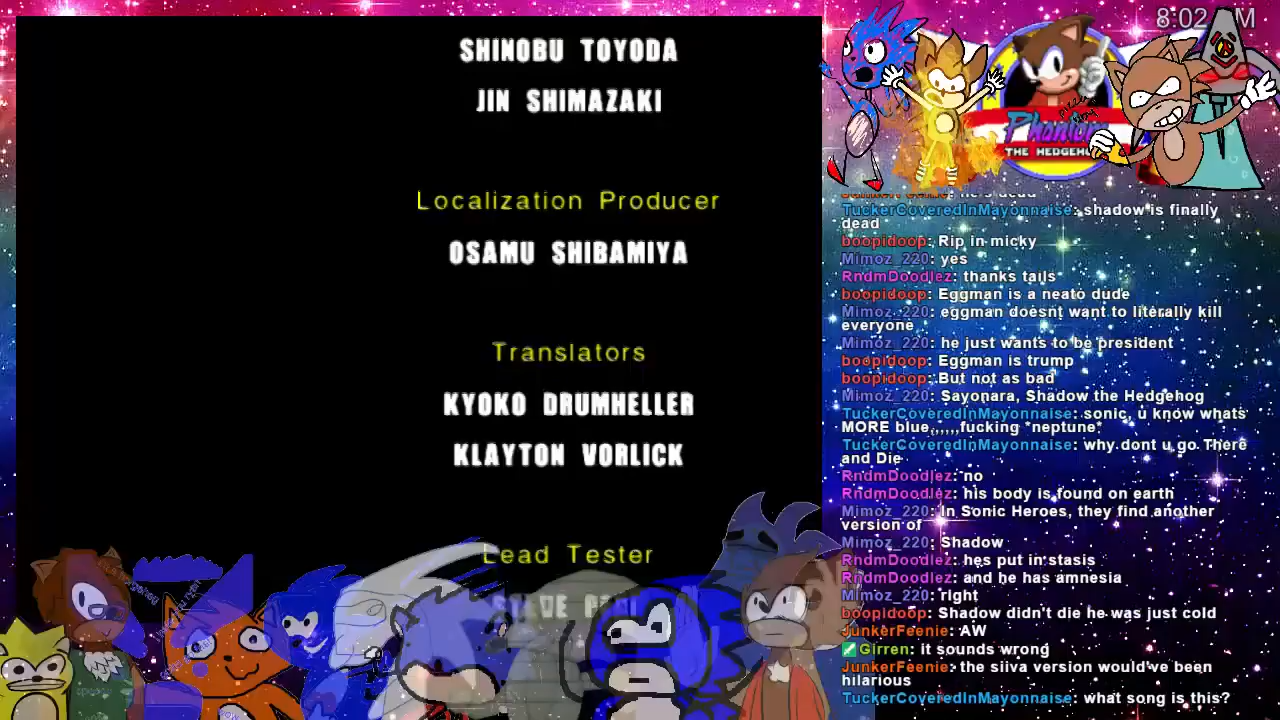 SHINOBU TOYODA
JIN SHIMAZAKI
Localization Producer
OSAMU SHIBAMIYA
Translators
KYOKO DRUMHELLER
KLAYTON VORLICK
Lead Tester
8:02
THE HEDGEHOG
TuckerCoveredInMayonnaise: shadow is finally
dead
boopidoop: Rip in micky
Mimoz_220: yes
RndmDoodlez: thanks tails
boopidoop: Eggman is a neato dude
Mimoz_220: eggman doesnt want to literally kill
everyone
Mimoz_220: he just wants to be president
boopidoop: Eggman is trump
boopidoop: But not as bad
Mimoz_220: Sayonara, Shadow the Hedgehog
TuckerCoveredInMayonnaise: sonic, u know whats
MORE blue,,,,,,fucking *neptune*
TuckerCoveredInMayonnaise: why dont u go There
and Die
RndmDoodlez: no
RndmDoodlez: his body is found on earth
Mimoz_220: In Sonic Heroes, they find another
version of
Mimoz_220: Shadow
RndmDoodlez: hes put in stasis
RndmDoodlez: and he has amnesia
Mimoz_220: right
boopidoop: Shadow didn't die he was just cold
JunkerFeenie: AW
Girren: it sounds wrong
JunkerFeenie: the siiva version would've been
hilarious
TuckerCoveredInMayonnaise: what song is this?